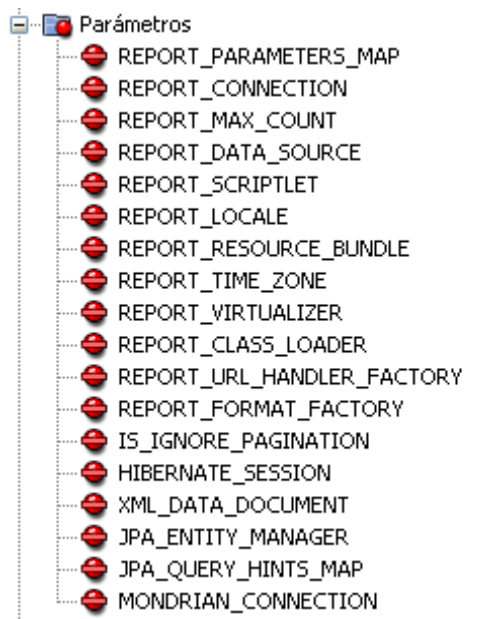 Parámetros
REPORT_PARAMETERS_MAP
REPORT_CONNECTION
REPORT_MAX_COUNT
REPORT_DATA_SOURCE
REPORT_SCRIPTLET
REPORT_LOCALE
REPORT_RESOURCE_BUNDLE
REPORT_TIME_ZONE
REPORT_VIRTUALIZER
REPORT_CLASS_LOADER
REPORT_URL_HANDLER_FACTORY
REPORT_FORMAT_FACTORY
IS_IGNORE_PAGINATION
HIBERNATE_SESSION
XML_DATA_DOCUMENT
JPA_ENTITY_MANAGER
JPA_QUERY_HINTS_MAP
MONDRIAN_CONNECTION